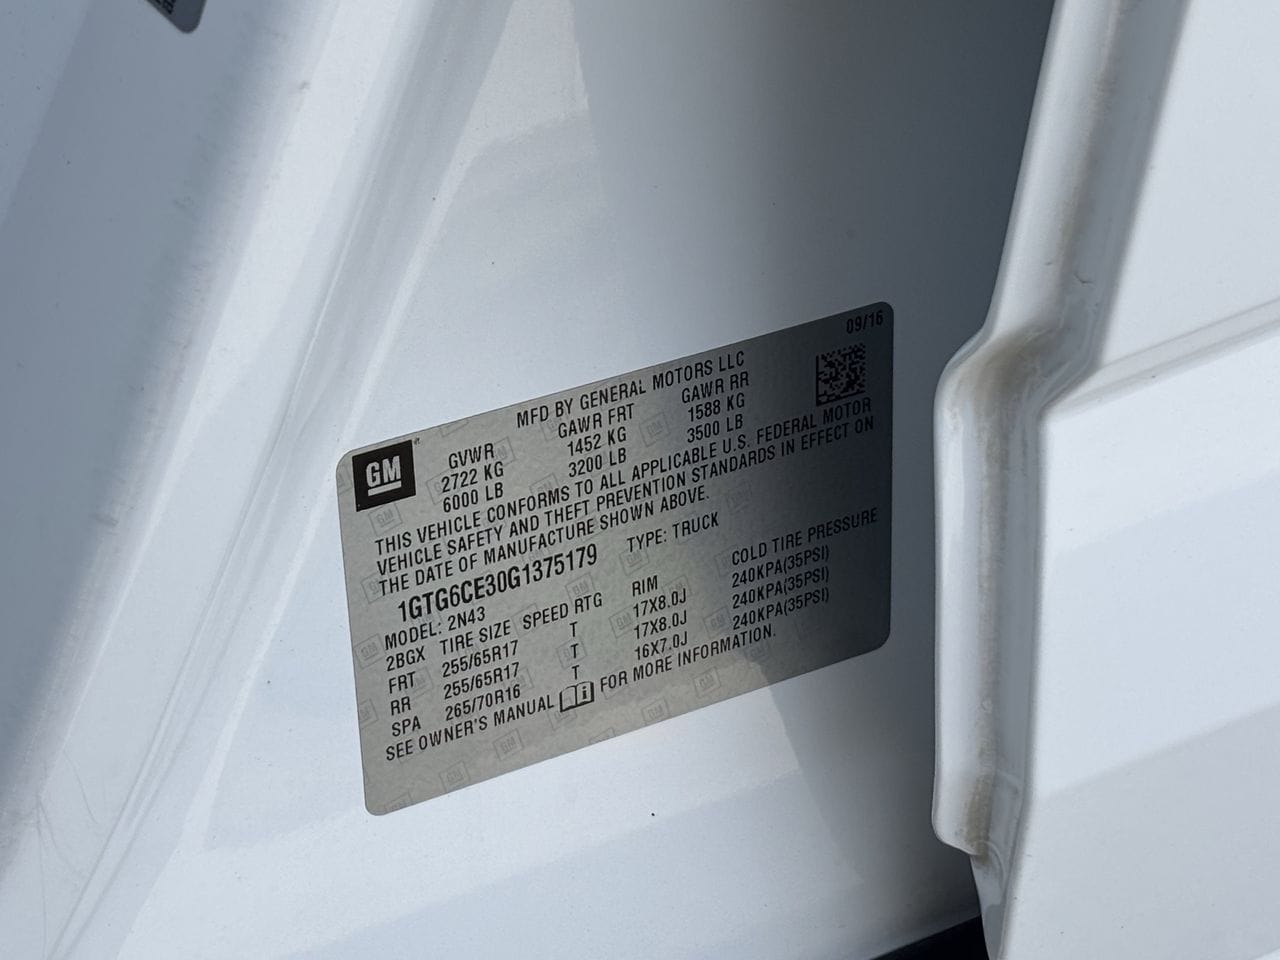 09/16
MFD BY GENERAL MOTORS LLC
GM
GVWR GAWR FRT GAWR RR
2722 KG 1452 KG 1588 KG
6000 LB 3200 LB 3500 LB
THIS VEHICLE CONFORMS TO ALL APPLICABLE U.S. FEDERAL MOTOR
VEHICLE SAFETY AND THEFT PREVENTION STANDARDS IN EFFECT ON
THE DATE OF MANUFACTURE SHOWN ABOVE.
1GTG6CE30G1375179 TYPE: TRUCK
MODEL: 2N43
2BGX TIRE SIZE SPEED RTG RIM COLD TIRE PRESSURE
FRT 255/65R17 T 17X8.0J 240KPA(35PSI)
RR 255/65R17 T 17X8.0J 240KPA(35PSI)
SPA 265/70R16 T 16X7.0J 240KPA(35PSI)
SEE OWNER'S MANUAL FOR MORE INFORMATION.